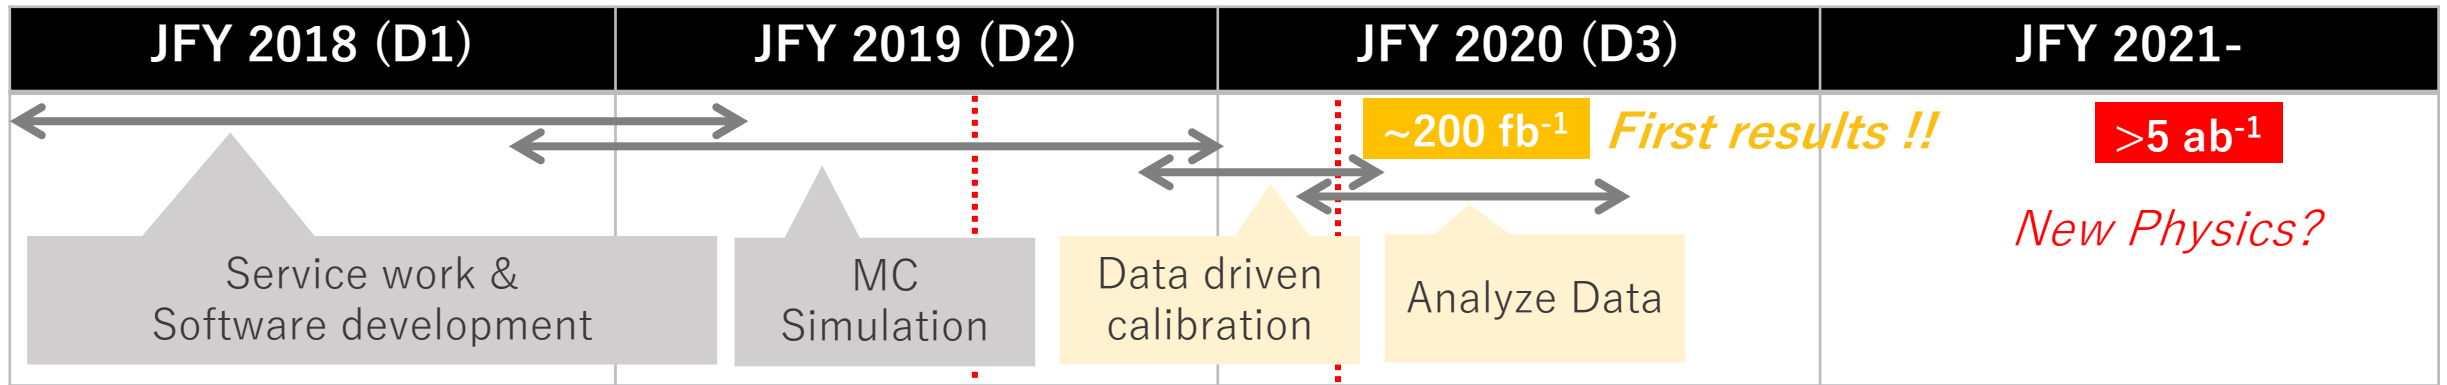 JFY 2018 (D1)
JFY 2019 (D2)
JFY 2020 (D3)
JFY 2021-
~200 fb⁻¹
First results !!
>5 ab⁻¹
New Physics?
Service work &
Software development
MC
Simulation
Data driven
calibration
Analyze Data